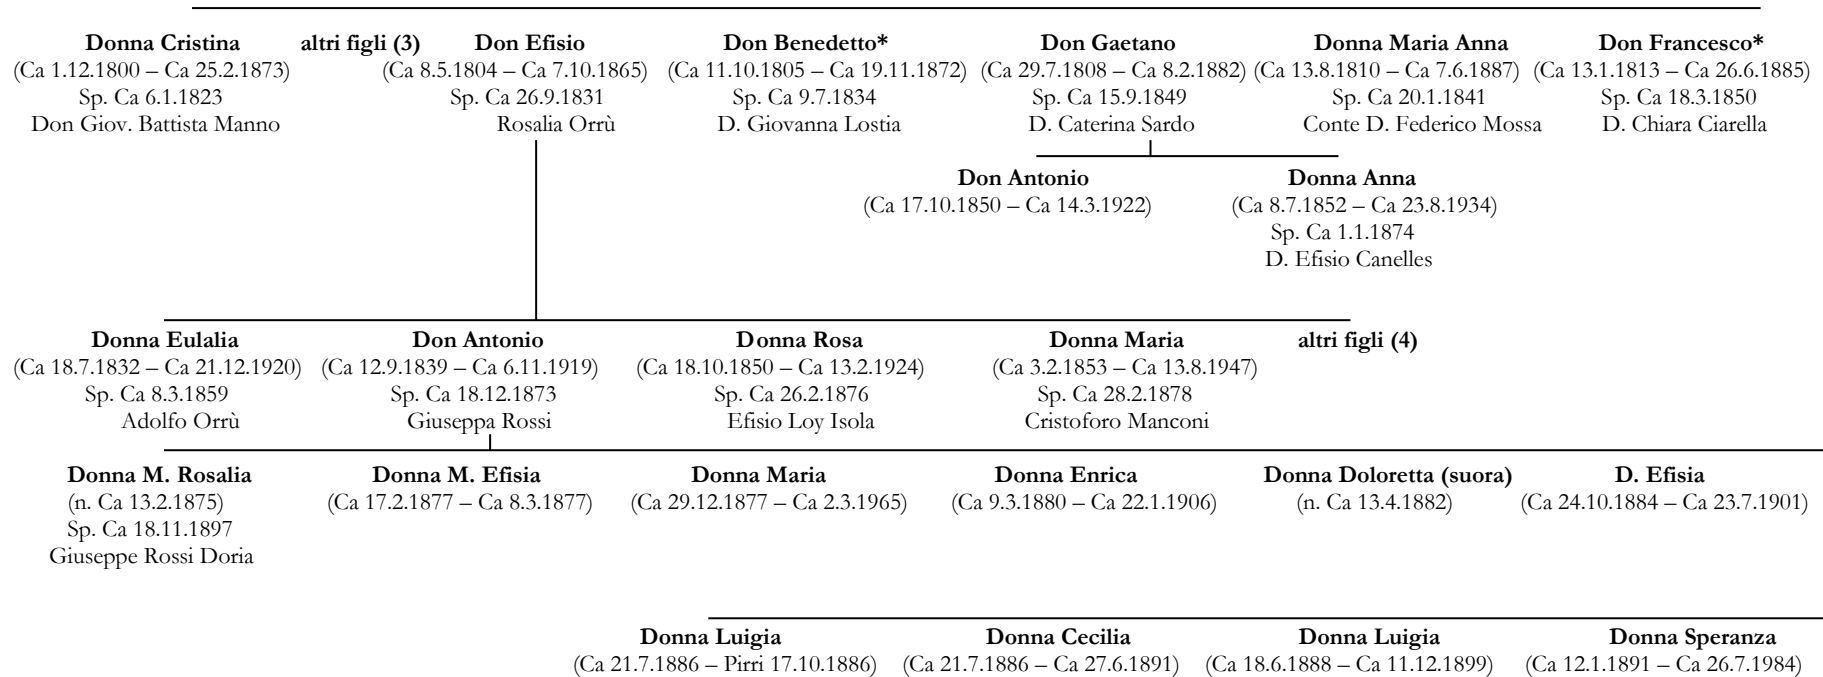 Donna Cristina altri figli (3) Don Efisio Don Benedetto* Don Gaetano Donna Maria Anna Don Francesco*
(Ca 1.12.1800 – Ca 25.2.1873) (Ca 8.5.1804 – Ca 7.10.1865) (Ca 11.10.1805 – Ca 19.11.1872) (Ca 29.7.1808 – Ca 8.2.1882) (Ca 13.8.1810 – Ca 7.6.1887) (Ca 13.1.1813 – Ca 26.6.1885)
Sp. Ca 6.1.1823 Sp. Ca 26.9.1831 Sp. Ca 9.7.1834 Sp. Ca 15.9.1849 Sp. Ca 20.1.1841 Sp. Ca 18.3.1850
Don Giov. Battista Manno Rosalia Orrù D. Giovanna Lostia D. Caterina Sardo Conte D. Federico Mossa D. Chiara Ciarella
Don Antonio Donna Anna
(Ca 17.10.1850 – Ca 14.3.1922) (Ca 8.7.1852 – Ca 23.8.1934)
Sp. Ca 1.1.1874
D. Efisio Canelles
Donna Eulalia Don Antonio Donna Rosa Donna Maria altri figli (4)
(Ca 18.7.1832 – Ca 21.12.1920) (Ca 12.9.1839 – Ca 6.11.1919) (Ca 18.10.1850 – Ca 13.2.1924) (Ca 3.2.1853 – Ca 13.8.1947)
Sp. Ca 8.3.1859 Sp. Ca 18.12.1873 Sp. Ca 26.2.1876 Sp. Ca 28.2.1878
Adolfo Orrù Giuseppa Rossi Efisio Loy Isola Cristoforo Manconi
Donna M. Rosalia Donna M. Efisia Donna Maria Donna Enrica Donna Doloretta (suora) D. Efisia
(n. Ca 13.2.1875) (Ca 17.2.1877 – Ca 8.3.1877) (Ca 29.12.1877 – Ca 2.3.1965) (Ca 9.3.1880 – Ca 22.1.1906) (n. Ca 13.4.1882) (Ca 24.10.1884 – Ca 23.7.1901)
Sp. Ca 18.11.1897
Giuseppe Rossi Doria
Donna Luigia Donna Cecilia Donna Luigia Donna Speranza
(Ca 21.7.1886 – Pirri 17.10.1886) (Ca 21.7.1886 – Ca 27.6.1891) (Ca 18.6.1888 – Ca 11.12.1899) (Ca 12.1.1891 – Ca 26.7.1984)